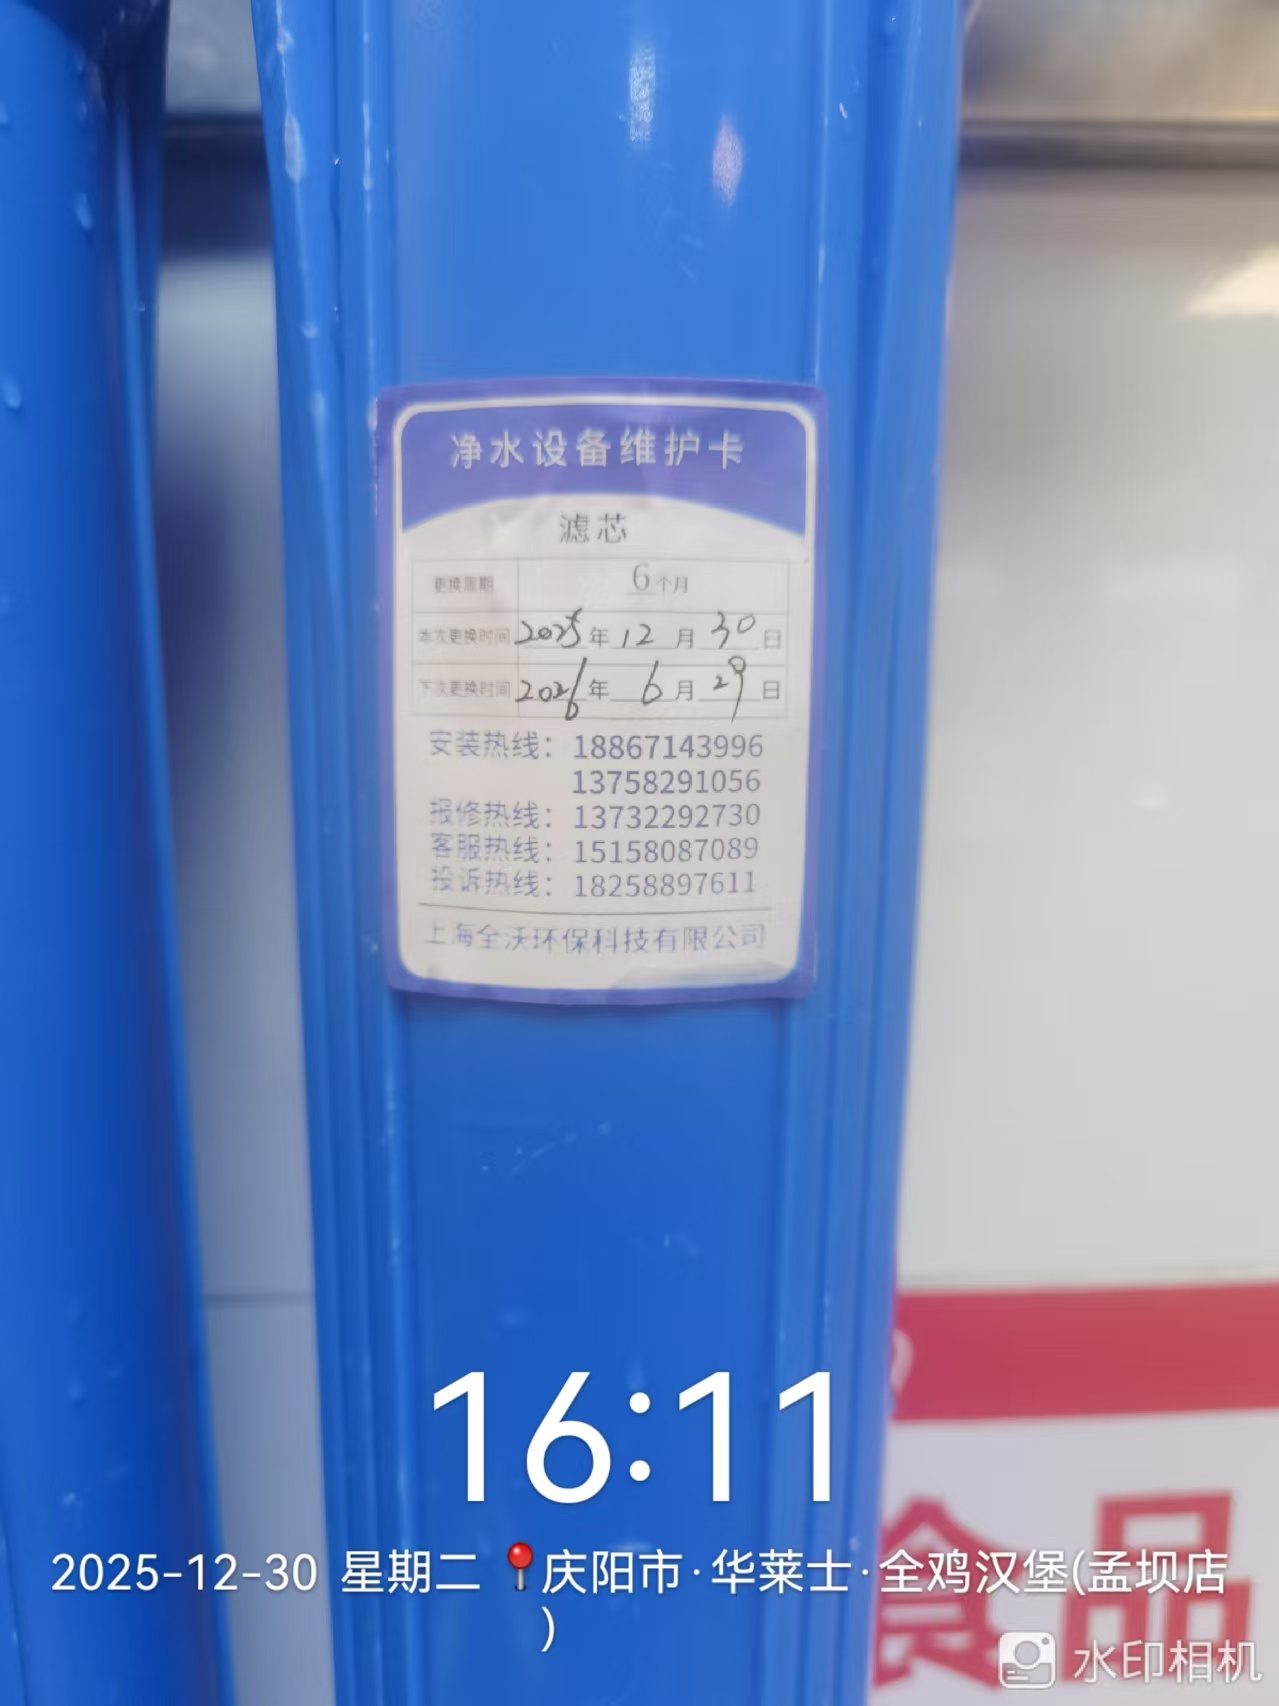 净水设备维护卡
滤芯
更换周期 6个月
本次更换时间 2025年12月30日
下次更换时间 2026年6月29日
安装热线：18867143996
13758291056
报修热线：13732292730
客服热线：15158087089
投诉热线：18258897611
上海全沃环保科技有限公司
16:11
2025-12-30 星期二 庆阳市·华莱士·全鸡汉堡(孟坝店
)
食品
水印相机